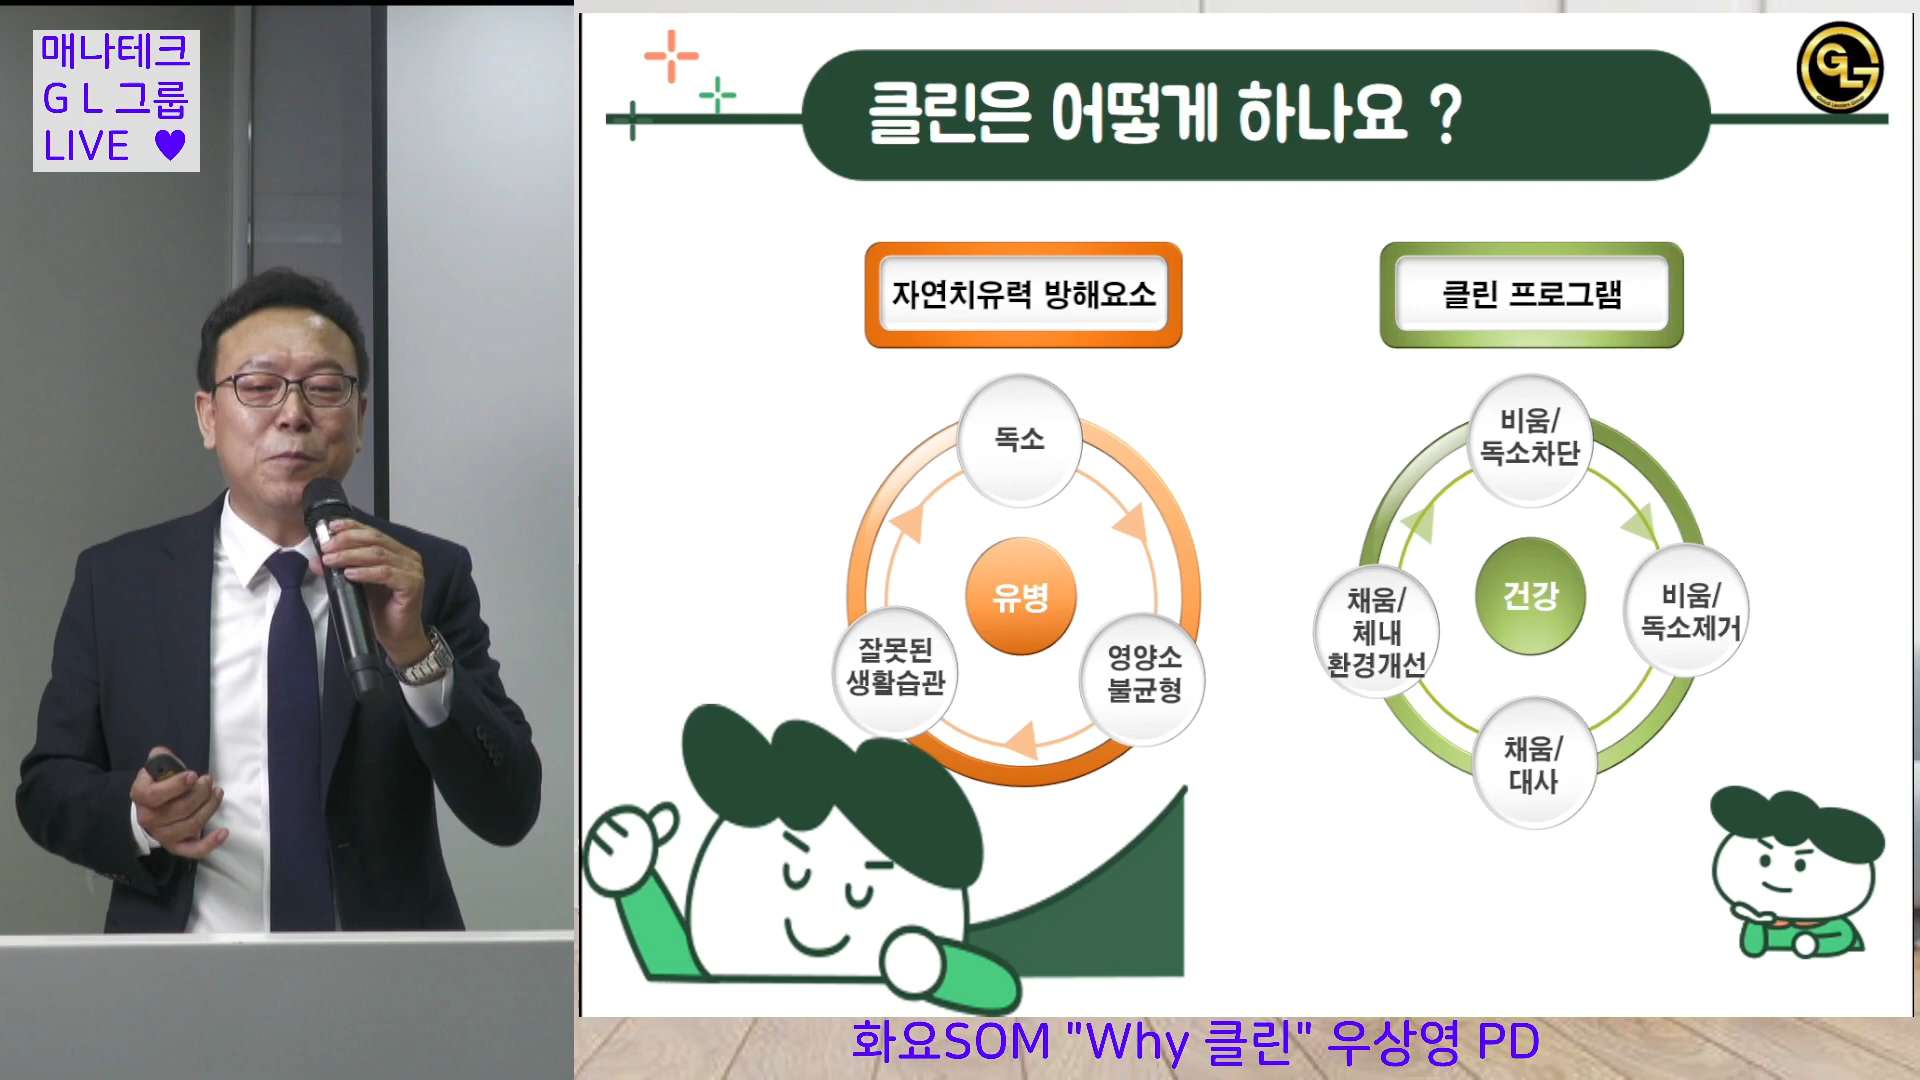 매나테크
G L 그룹
LIVE ♥
클린은 어떻게 하나요 ?
GLG
자연치유력 방해요소
독소
유병
잘못된
생활습관
영양소
불균형
클린 프로그램
비움/
독소차단
건강
비움/
독소제거
채움/
체내
환경개선
채움/
대사
화요SOM "Why 클린" 우상영 PD